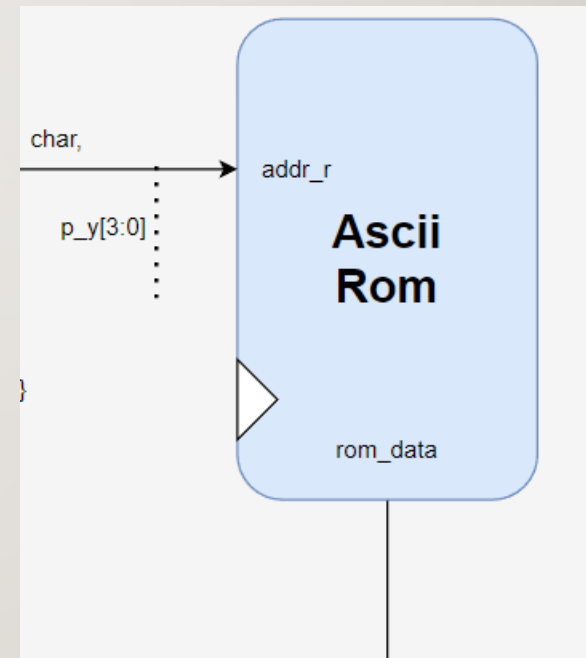 char,
addr_r
p_y[3:0]
Ascii
Rom
}
rom_data